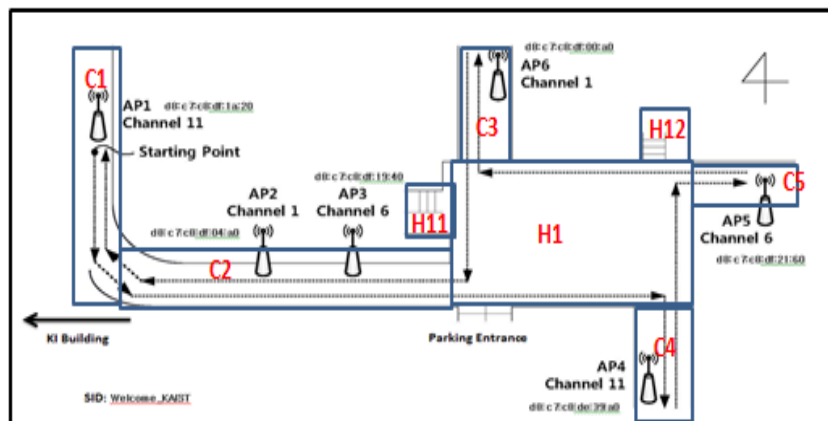 C1
AP1 d8:c7:c8:df:1a:20
Channel 11
Starting Point
d8:c7:c8:df:00:a0
AP6
Channel 1
C3
H12
d8:c7:c8:df:19:40
AP2 AP3
Channel 1 Channel 6
d8:c7:c8:df:04:a0
H11
H1
C5
AP5
Channel 6
d8:c7:c8:df:21:60
C2
KI Building
Parking Entrance
C4
AP4
Channel 11
d8:c7:c8:de:39:a0
SID: Welcome_KAIST